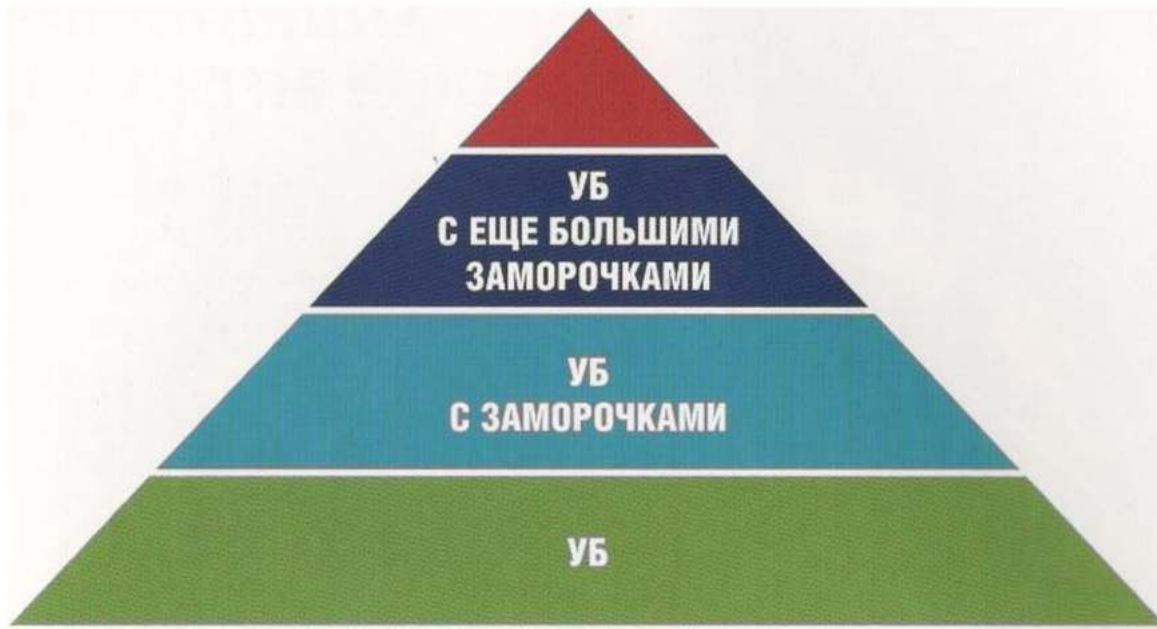 УБ
С ЕЩЕ БОЛЬШИМИ
ЗАМОРОЧКАМИ
УБ
С ЗАМОРОЧКАМИ
УБ